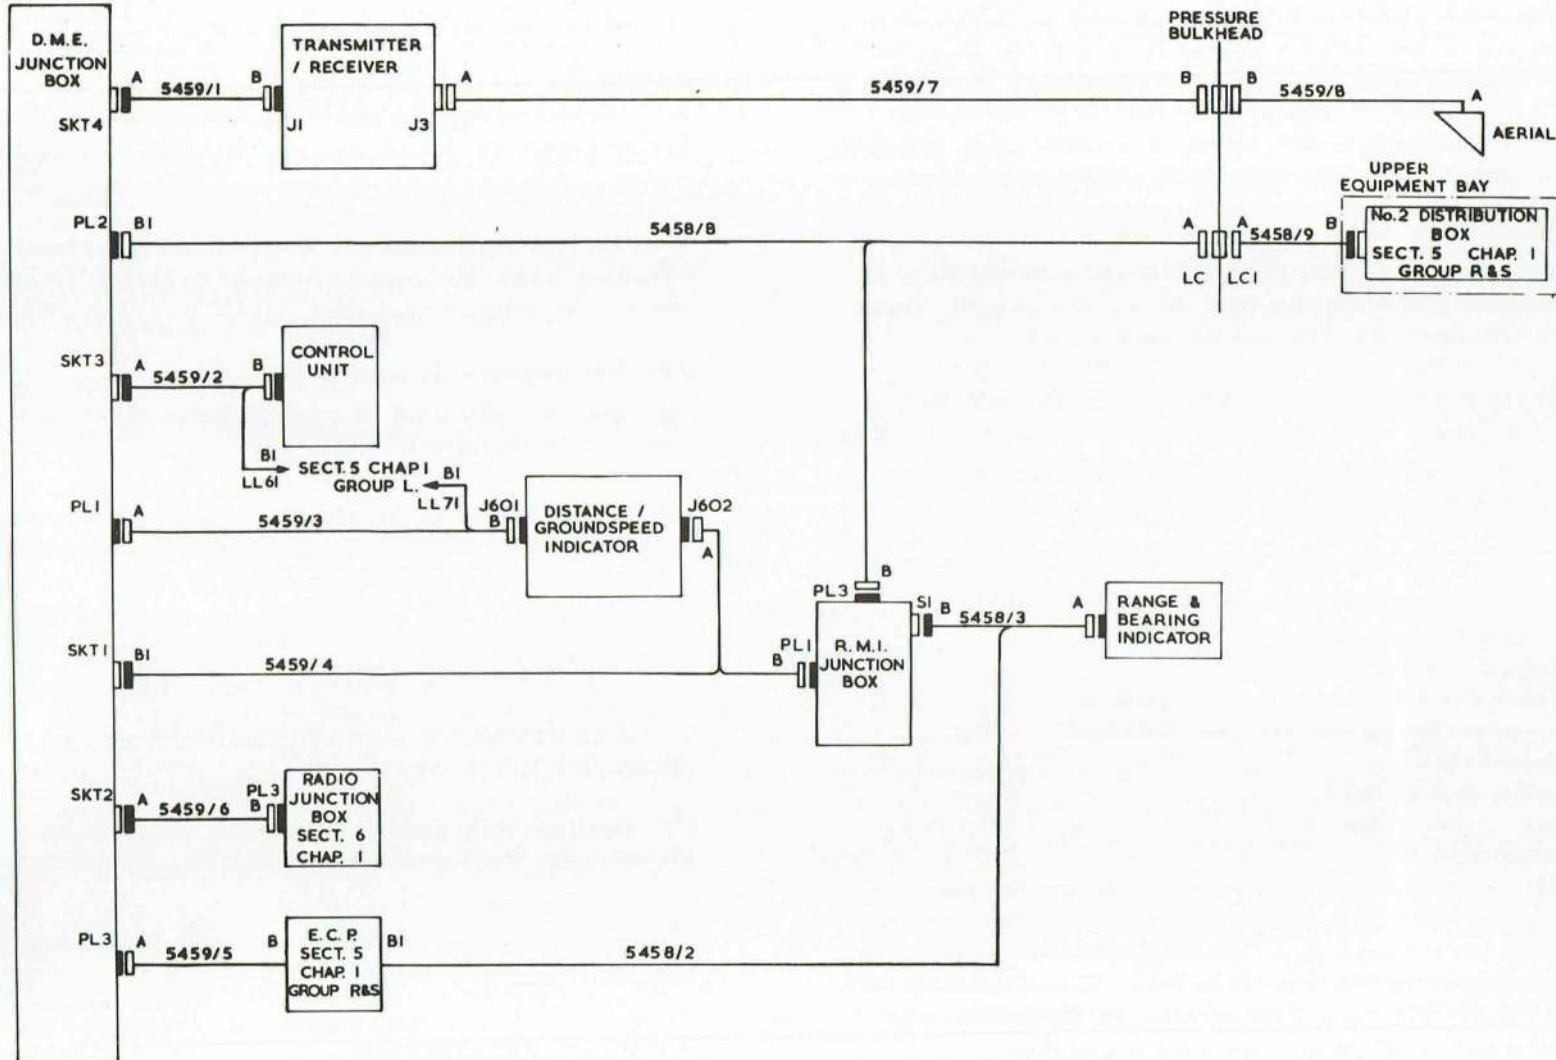 D.M.E.
JUNCTION
BOX
A
5459/1
B
SKT4
TRANSMITTER
/ RECEIVER
J1
J3
A
5459/7
PRESSURE
BULKHEAD
B
B
5459/8
A
AERIAL
PL2
B1
5458/8
A
A
5458/9
B
LC
LC1
UPPER
EQUIPMENT BAY
No.2 DISTRIBUTION
BOX
SECT. 5 CHAP. 1
GROUP R&S
SKT3
A
5459/2
B
CONTROL
UNIT
B1
LL61
SECT. 5 CHAP 1
GROUP L.
B1
LL71
PL1
A
5459/3
J601
B
DISTANCE /
GROUNDSPEED
INDICATOR
J602
A
SKT1
B1
5459/4
PL3
B
PL1
B
R.M.I.
JUNCTION
BOX
S1
B
5458/3
A
RANGE &
BEARING
INDICATOR
SKT2
A
5459/6
PL3
B
RADIO
JUNCTION
BOX
SECT. 6
CHAP. 1
PL3
A
5459/5
B
E.C.P.
SECT. 5
CHAP. 1
GROUP R&S
B1
5458/2